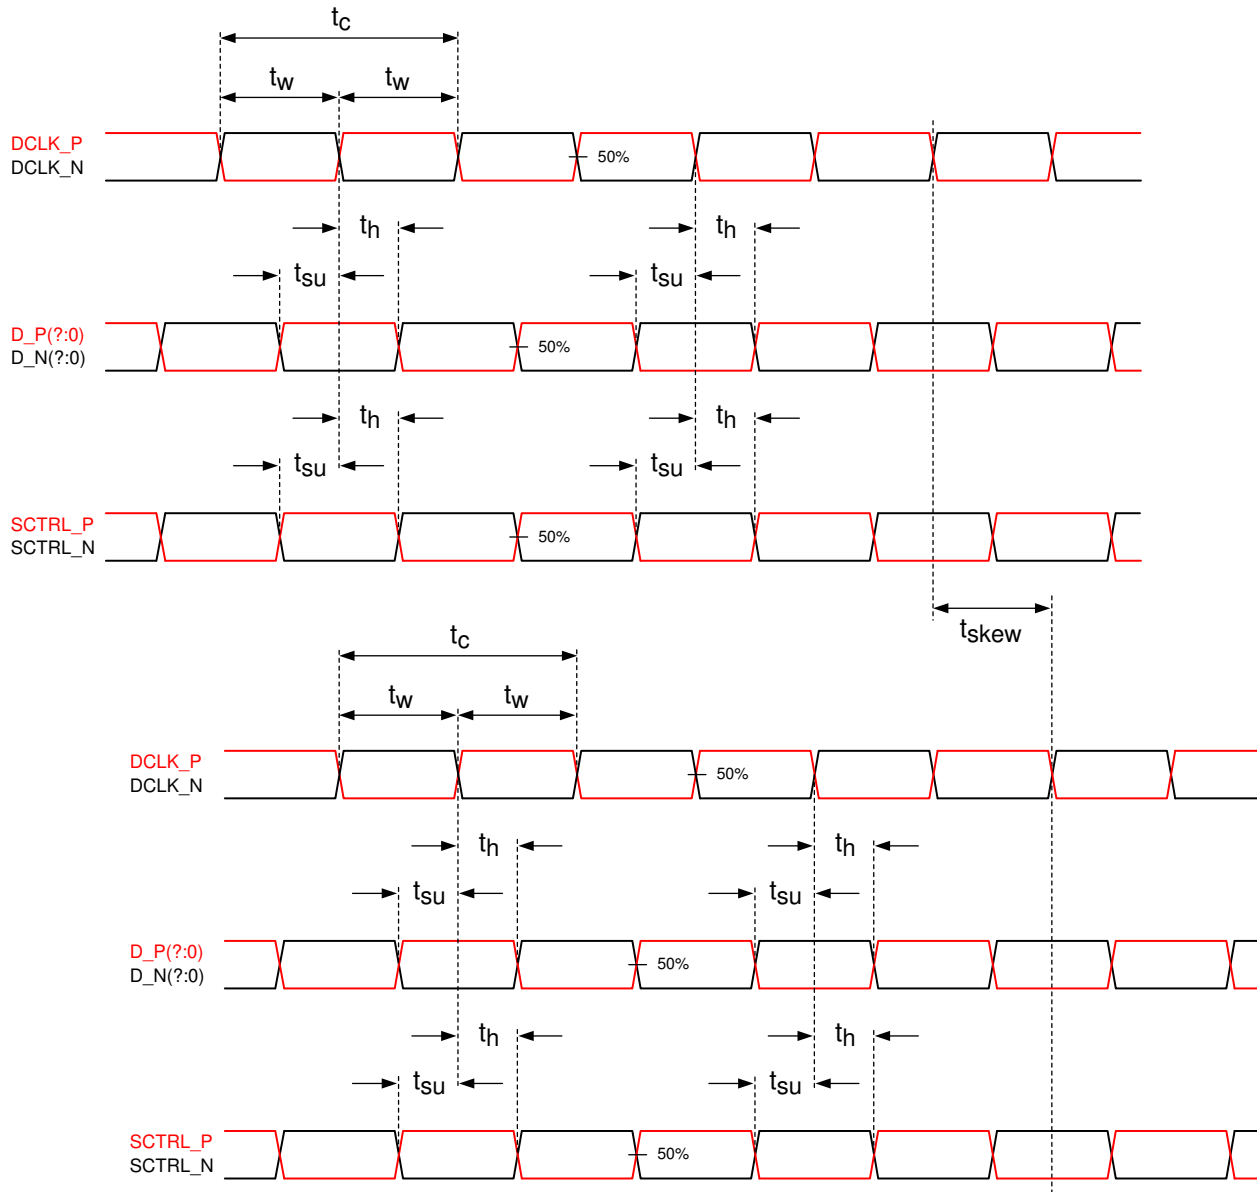 tc
tw tw
DCLK_P
DCLK_N
50%
th th
tsu tsu
D_P(?:0)
D_N(?:0)
50%
th th
tsu tsu
SCTRL_P
SCTRL_N
50%
tskew
tc
tw tw
DCLK_P
DCLK_N
50%
th th
tsu tsu
D_P(?:0)
D_N(?:0)
50%
th th
tsu tsu
SCTRL_P
SCTRL_N
50%